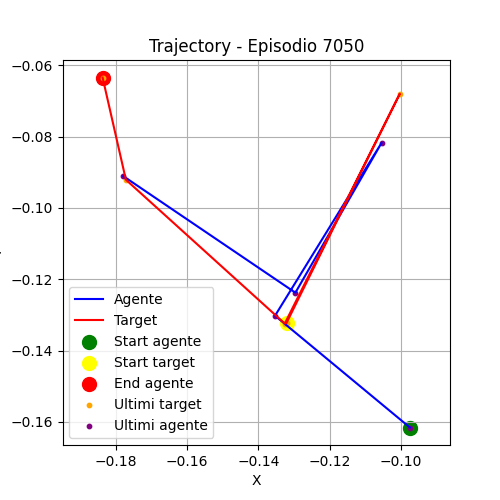 Trajectory - Episodio 7050
−0.06
−0.08
−0.10
−0.12
−0.14
−0.16
Agente
Target
Start agente
Start target
End agente
Ultimi target
Ultimi agente
−0.18 −0.16 −0.14 −0.12 −0.10
X